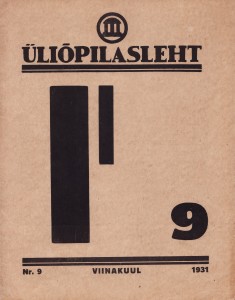 ÜLIÕPILASLEHT
9
Nr. 9 VIINAKUUL 1931